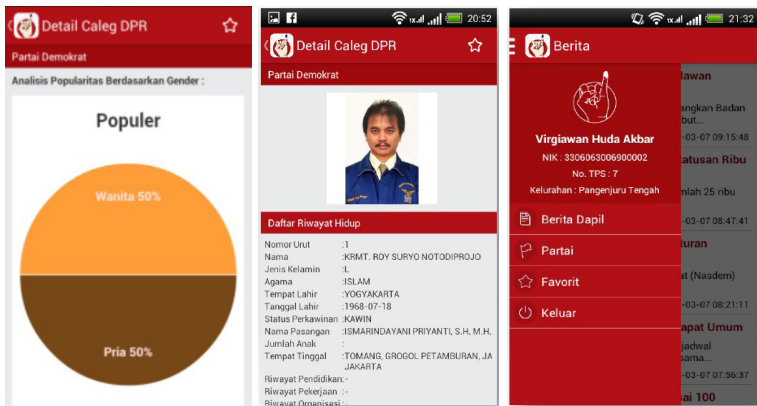 Detail Caleg DPR
Partai Demokrat
Analisis Popularitas Berdasarkan Gender :
Populer
Wanita 50%
Pria 50%
20:52
Detail Caleg DPR
Partai Demokrat
Daftar Riwayat Hidup
Nomor Urut :1
Nama :KRMT. ROY SURYO NOTODIPROJO
Jenis Kelamin :L
Agama :ISLAM
Tempat Lahir :YOGYAKARTA
Tanggal Lahir :1968-07-18
Status Perkawinan :KAWIN
Nama Pasangan :ISMARINDAYANI PRIYANTI, S.H, M.H,
Jumlah Anak :
Tempat Tinggal :TOMANG, GROGOL PETAMBURAN, JA
JAKARTA
Riwayat Pendidikan:-
Riwayat Pekerjaan :-
Riwayat Organisasi :-
21:32
Berita
Virgiawan Huda Akbar
NIK : 3306063006900002
No. TPS : 7
Kelurahan : Pangenjuru Tengah
Berita Dapil
Partai
Favorit
Keluar
lawan
angkan Badan
but...
-03-07 09:15:48
atusan Ribu
mlah 25 ribu
-03-07 08:47:41
turan
at (Nasdem)
-03-07 08:21:11
apat Umum
jadwal
sama...
-03-07 07:56:37
sai 100